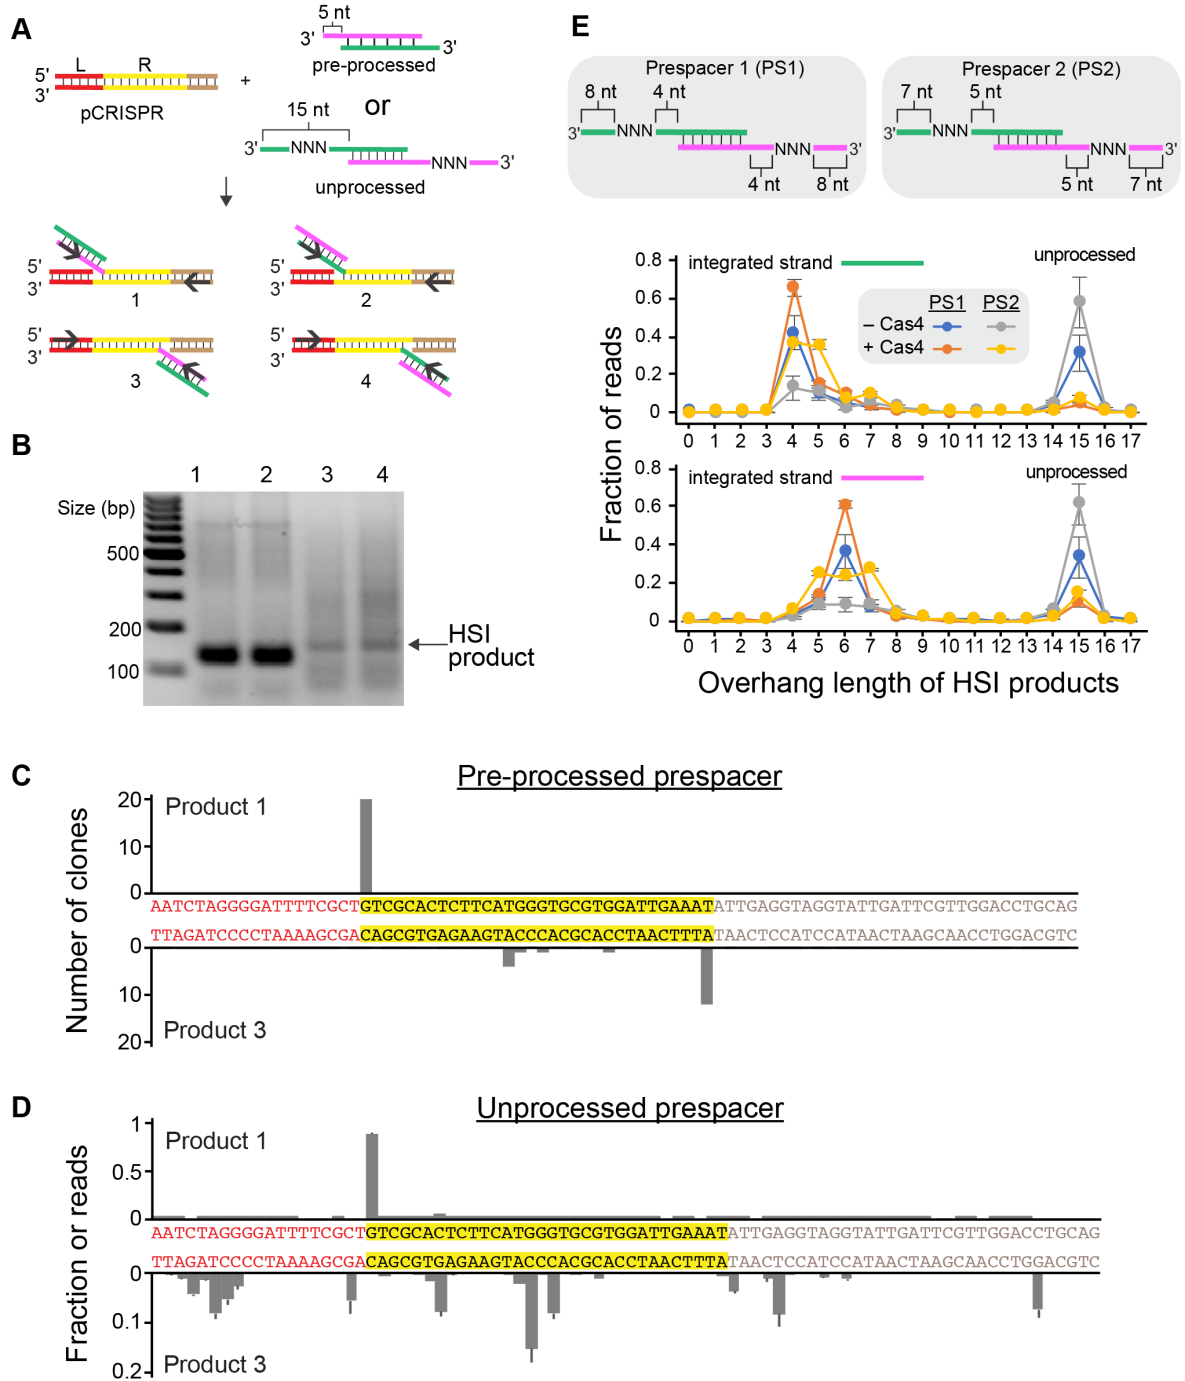 A
5 nt
3'
3'
pre-processed
L
R
5'
3'
pCRISPR
+
or
15 nt
3'
NNN
NNN
3'
unprocessed
5'
3'
1
5'
3'
2
5'
3'
3
5'
3'
4
B
1 2 3 4
Size (bp)
500
200
100
HSI
product
E
Prespacer 1 (PS1)
8 nt
4 nt
3'
NNN
NNN
3'
4 nt
8 nt
Prespacer 2 (PS2)
7 nt
5 nt
3'
NNN
NNN
3'
5 nt
7 nt
Fraction of reads
0.8
0.6
0.4
0.2
0
integrated strand
unprocessed
PS1 PS2
– Cas4
+ Cas4
0 1 2 3 4 5 6 7 8 9 10 11 12 13 14 15 16 17
0.8
0.6
0.4
0.2
0
integrated strand
unprocessed
0 1 2 3 4 5 6 7 8 9 10 11 12 13 14 15 16 17
Overhang length of HSI products
C
Pre-processed prespacer
Number of clones
20
10
0
Product 1
AATCTAGGGGATTTTCGCTGTCGCACTCTTCATGGGTGCGTGGATTGAAATATTGAGGTAGGTATTGATTCGTTGGACCTGCAG
TTAGATCCCCTAAAAGCGACAGCGTGAGAAGTACCCACGCACCTAACTTTATAACTCCATCCATAACTAAGCAACCTGGACGTC
0
10
20
Product 3
D
Unprocessed prespacer
Fraction or reads
1
0.5
0
Product 1
AATCTAGGGGATTTTCGCTGTCGCACTCTTCATGGGTGCGTGGATTGAAATATTGAGGTAGGTATTGATTCGTTGGACCTGCAG
TTAGATCCCCTAAAAGCGACAGCGTGAGAAGTACCCACGCACCTAACTTTATAACTCCATCCATAACTAAGCAACCTGGACGTC
0
0.1
0.2
Product 3